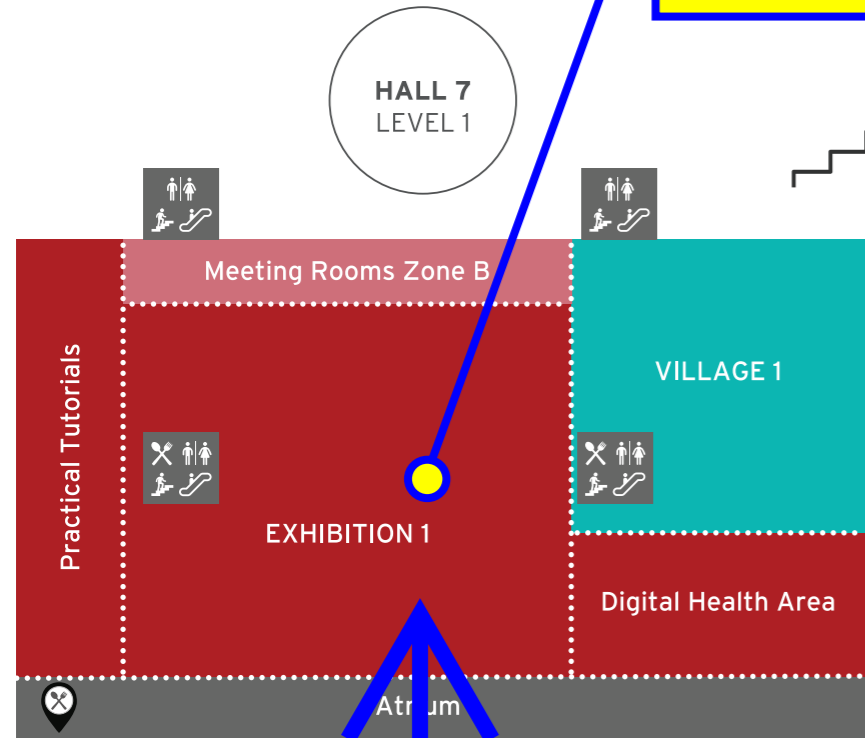 HALL 7
LEVEL 1
Meeting Rooms Zone B
Practical Tutorials
VILLAGE 1
EXHIBITION 1
Digital Health Area
Atrium